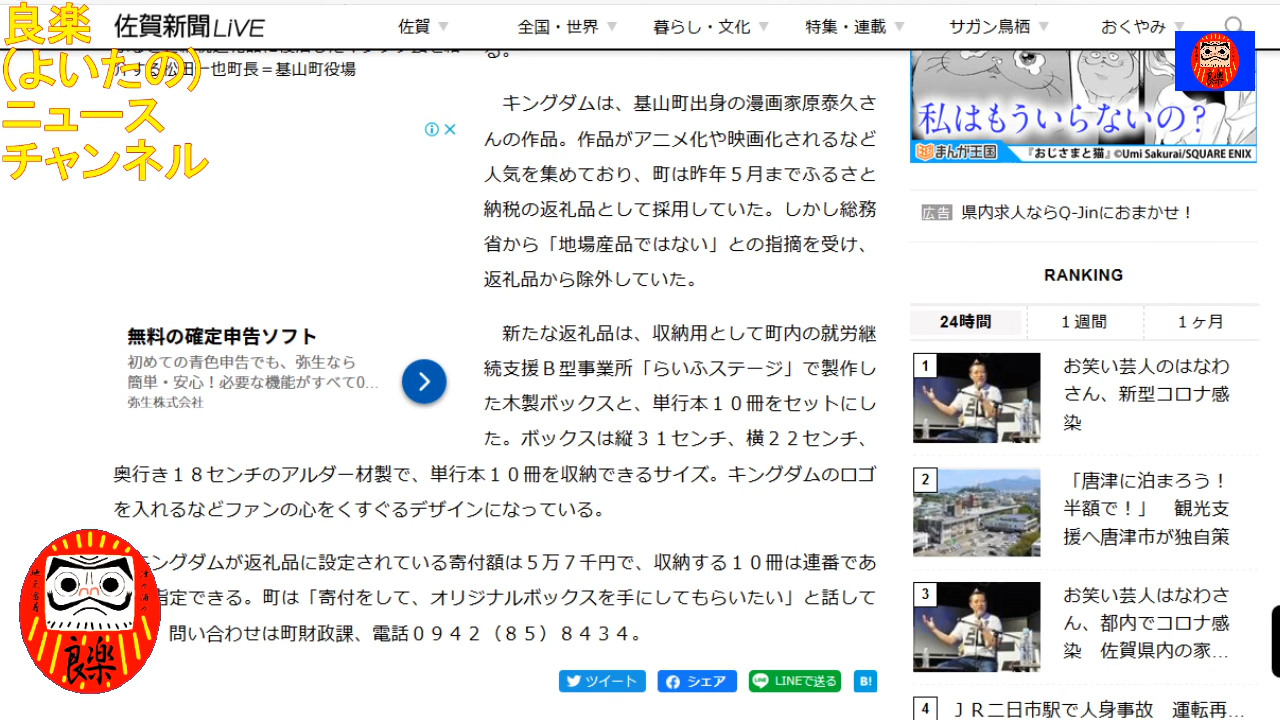 良楽
(よいたの)
ニュース
チャンネル
佐賀新聞LiVE
佐賀
全国・世界
暮らし・文化
特集・連載
サガン鳥栖
おくやみ
介する松田一也町長＝基山町役場
る。
キングダムは、基山町出身の漫画家原泰久さ
んの作品。作品がアニメ化や映画化されるなど
人気を集めており、町は昨年５月までふるさと
納税の返礼品として採用していた。しかし総務
省から「地場産品ではない」との指摘を受け、
返礼品から除外していた。
新たな返礼品は、収納用として町内の就労継
続支援Ｂ型事業所「らいふステージ」で製作し
た木製ボックスと、単行本１０冊をセットにし
た。ボックスは縦３１センチ、横２２センチ、
奥行き１８センチのアルダー材製で、単行本１０冊を収納できるサイズ。キングダムのロゴ
を入れるなどファンの心をくすぐるデザインになっている。
ングダムが返礼品に設定されている寄付額は５万７千円で、収納する１０冊は連番であ
指定できる。町は「寄付をして、オリジナルボックスを手にしてもらいたい」と話して
問い合わせは町財政課、電話０９４２（８５）８４３４。
無料の確定申告ソフト
初めての青色申告でも、弥生なら
簡単・安心！必要な機能がすべて0...
弥生株式会社
良楽
ツイート
シェア
LINEで送る
B!
良楽
私はもういらないの？
まんが王国
『おじさまと猫』©Umi Sakurai/SQUARE ENIX
広告
県内求人ならQ-Jinにおまかせ！
RANKING
24時間
１週間
１ヶ月
1
お笑い芸人のはなわ
さん、新型コロナ感
染
2
「唐津に泊まろう！
半額で！」　観光支
援へ唐津市が独自策
3
お笑い芸人はなわさ
ん、都内でコロナ感
染　佐賀県内の家...
4
ＪＲ二日市駅で人身事故　運転再...